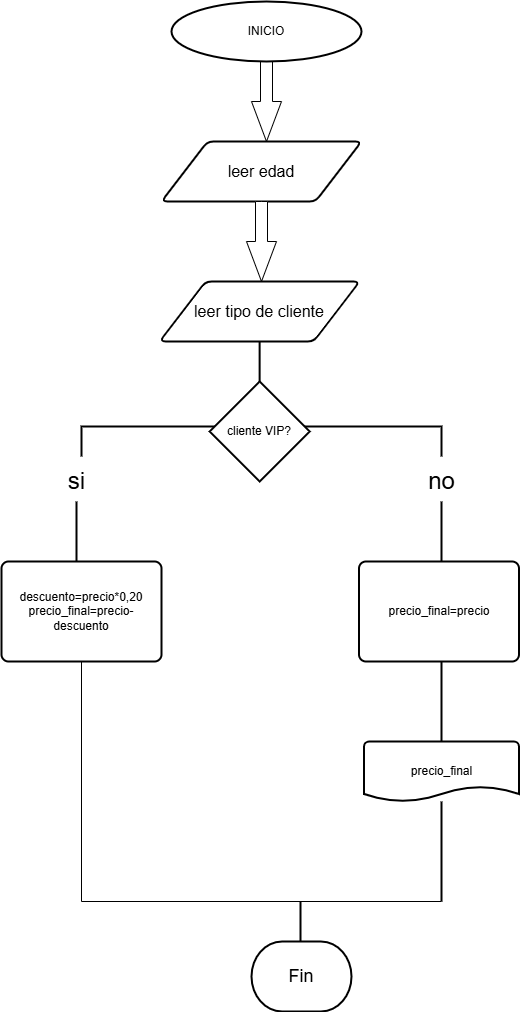 INICIO
leer edad
leer tipo de cliente
cliente VIP?
si
no
descuento=precio*0,20
precio_final=precio-
descuento
precio_final=precio
precio_final
Fin